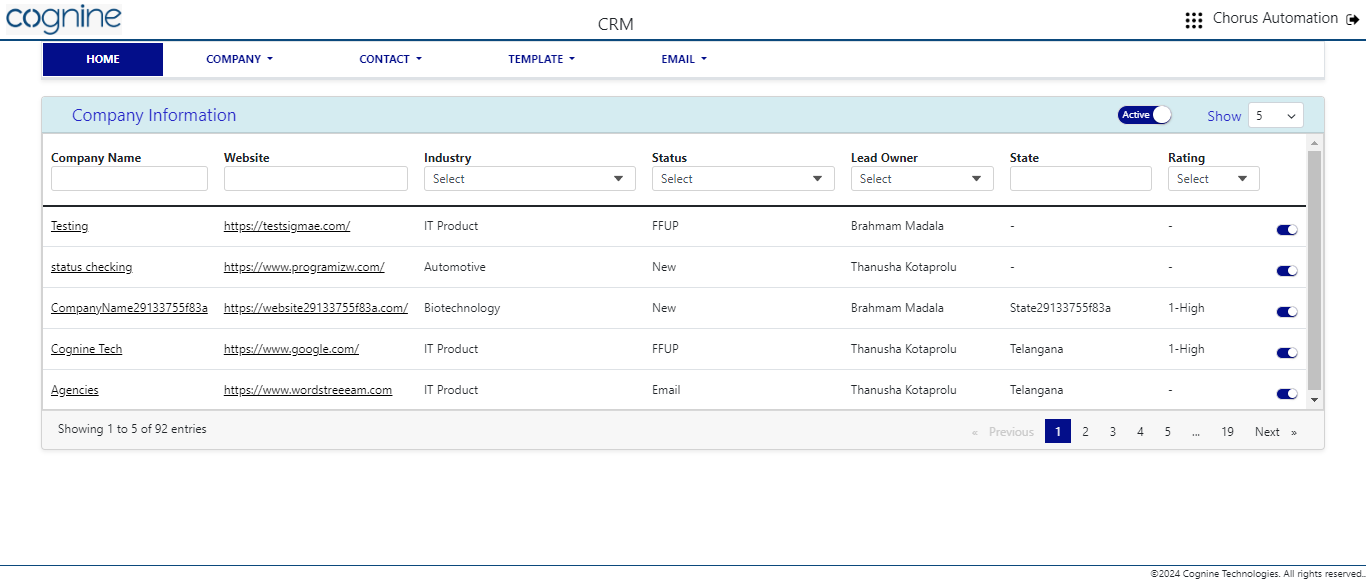 cognine
CRM
Chorus Automation
HOME COMPANY CONTACT TEMPLATE EMAIL
Company Information Active Show 5
Company Name Website Industry Status Lead Owner State Rating
Select Select Select Select
Testing https://testsigmae.com/ IT Product FFUP Brahmam Madala - -
status checking https://www.programizw.com/ Automotive New Thanusha Kotaprolu - -
CompanyName29133755f83a https://website29133755f83a.com/ Biotechnology New Brahmam Madala State29133755f83a 1-High
Cognine Tech https://www.google.com/ IT Product FFUP Thanusha Kotaprolu Telangana 1-High
Agencies https://www.wordstreeeam.com IT Product Email Thanusha Kotaprolu Telangana -
Showing 1 to 5 of 92 entries « Previous 1 2 3 4 5 ... 19 Next »
©2024 Cognine Technologies. All rights reserved..